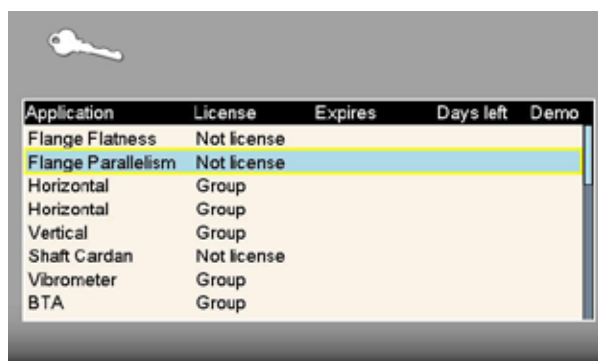 Application License Expires Days left Demo
Flange Flatness Not license
Flange Parallelism Not license
Horizontal Group
Horizontal Group
Vertical Group
Shaft Cardan Not license
Vibrometer Group
BTA Group